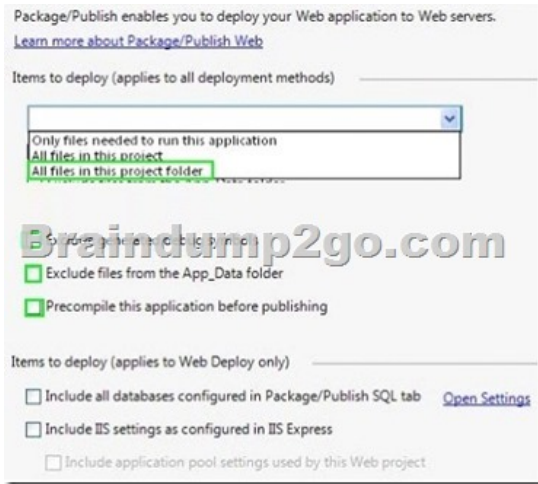 Package/Publish enables you to deploy your Web application to Web servers.
Learn more about Package/Publish Web
Items to deploy (applies to all deployment methods)
Only files needed to run this application
All files in this project
All files in this project folder
Braindump2go.com
Exclude files from the App_Data folder
Precompile this application before publishing
Items to deploy (applies to Web Deploy only)
Include all databases configured in Package/Publish SQL tab Open Settings
Include IIS settings as configured in IIS Express
Include application pool settings used by this Web project